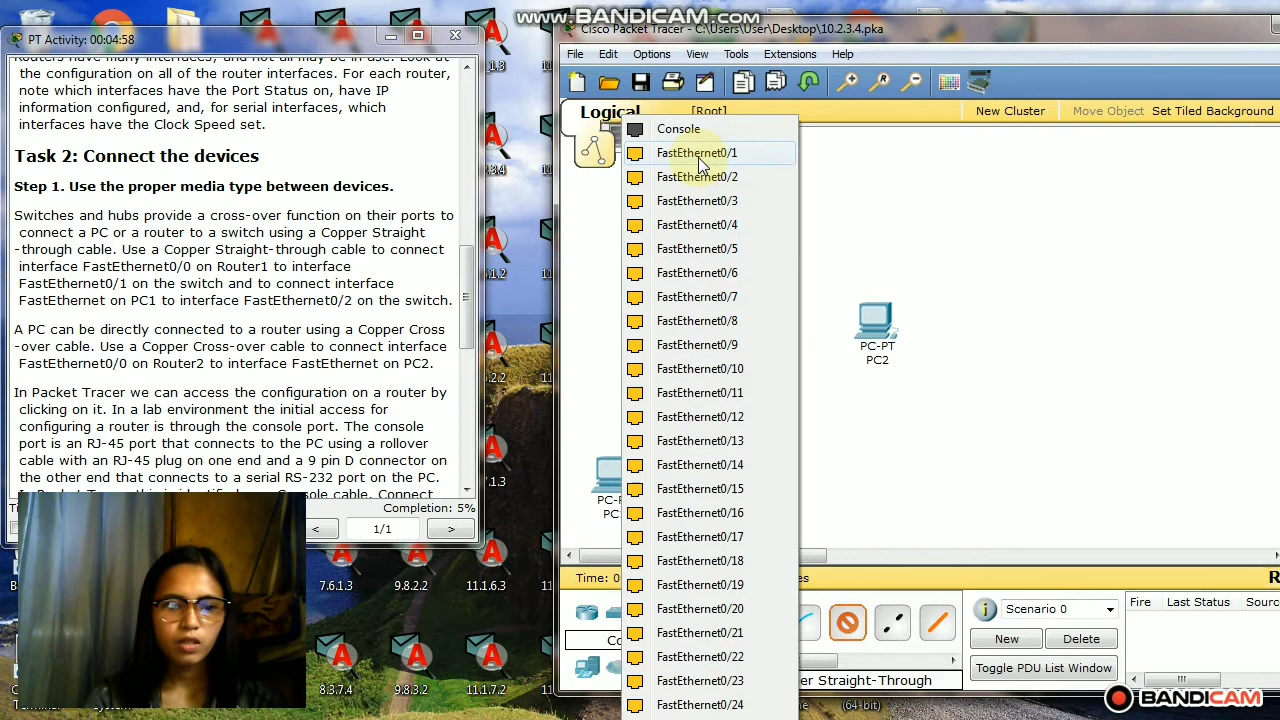 www.BANDICAM.com
PT Activity: 00:04:58
Routers have many interfaces, and not all may be in use. Look at
the configuration on all of the router interfaces. For each router,
note which interfaces have the Port Status on, have IP
information configured, and, for serial interfaces, which
interfaces have the Clock Speed set.
Task 2: Connect the devices
Step 1. Use the proper media type between devices.
Switches and hubs provide a cross-over function on their ports to
connect a PC or a router to a switch using a Copper Straight
-through cable. Use a Copper Straight-through cable to connect
interface FastEthernet0/0 on Router1 to interface
FastEthernet0/1 on the switch and to connect interface
FastEthernet on PC1 to interface FastEthernet0/2 on the switch.
A PC can be directly connected to a router using a Copper Cross
-over cable. Use a Copper Cross-over cable to connect interface
FastEthernet0/0 on Router2 to interface FastEthernet on PC2.
In Packet Tracer we can access the configuration on a router by
clicking on it. In a lab environment the initial access for
configuring a router is through the console port. The console
port is an RJ-45 port that connects to the PC using a rollover
cable with an RJ-45 plug on one end and a 9 pin D connector on
the other end that connects to a serial RS-232 port on the PC.
Console cable. Connect
Completion: 5%
<
1/1
>
7.6.1.3
9.8.2.2
11.1.6.3
8.3.7.4
9.8.3.2
11.1.7.2
Cisco Packet Tracer - C:\Users\User\Desktop\10.2.3.4.pka
File
Edit
Options
View
Tools
Extensions
Help
Logical
[Root]
New Cluster
Move Object
Set Tiled Background
Console
FastEthernet0/1
FastEthernet0/2
FastEthernet0/3
FastEthernet0/4
FastEthernet0/5
FastEthernet0/6
FastEthernet0/7
FastEthernet0/8
FastEthernet0/9
FastEthernet0/10
FastEthernet0/11
FastEthernet0/12
FastEthernet0/13
FastEthernet0/14
FastEthernet0/15
FastEthernet0/16
FastEthernet0/17
FastEthernet0/18
FastEthernet0/19
FastEthernet0/20
FastEthernet0/21
FastEthernet0/22
FastEthernet0/23
FastEthernet0/24
PC-PT
PC2
Time: 0
Scenario 0
New
Delete
Toggle PDU List Window
Fire
Last Status
Straight-Through
(64-bit)
BANDICAM